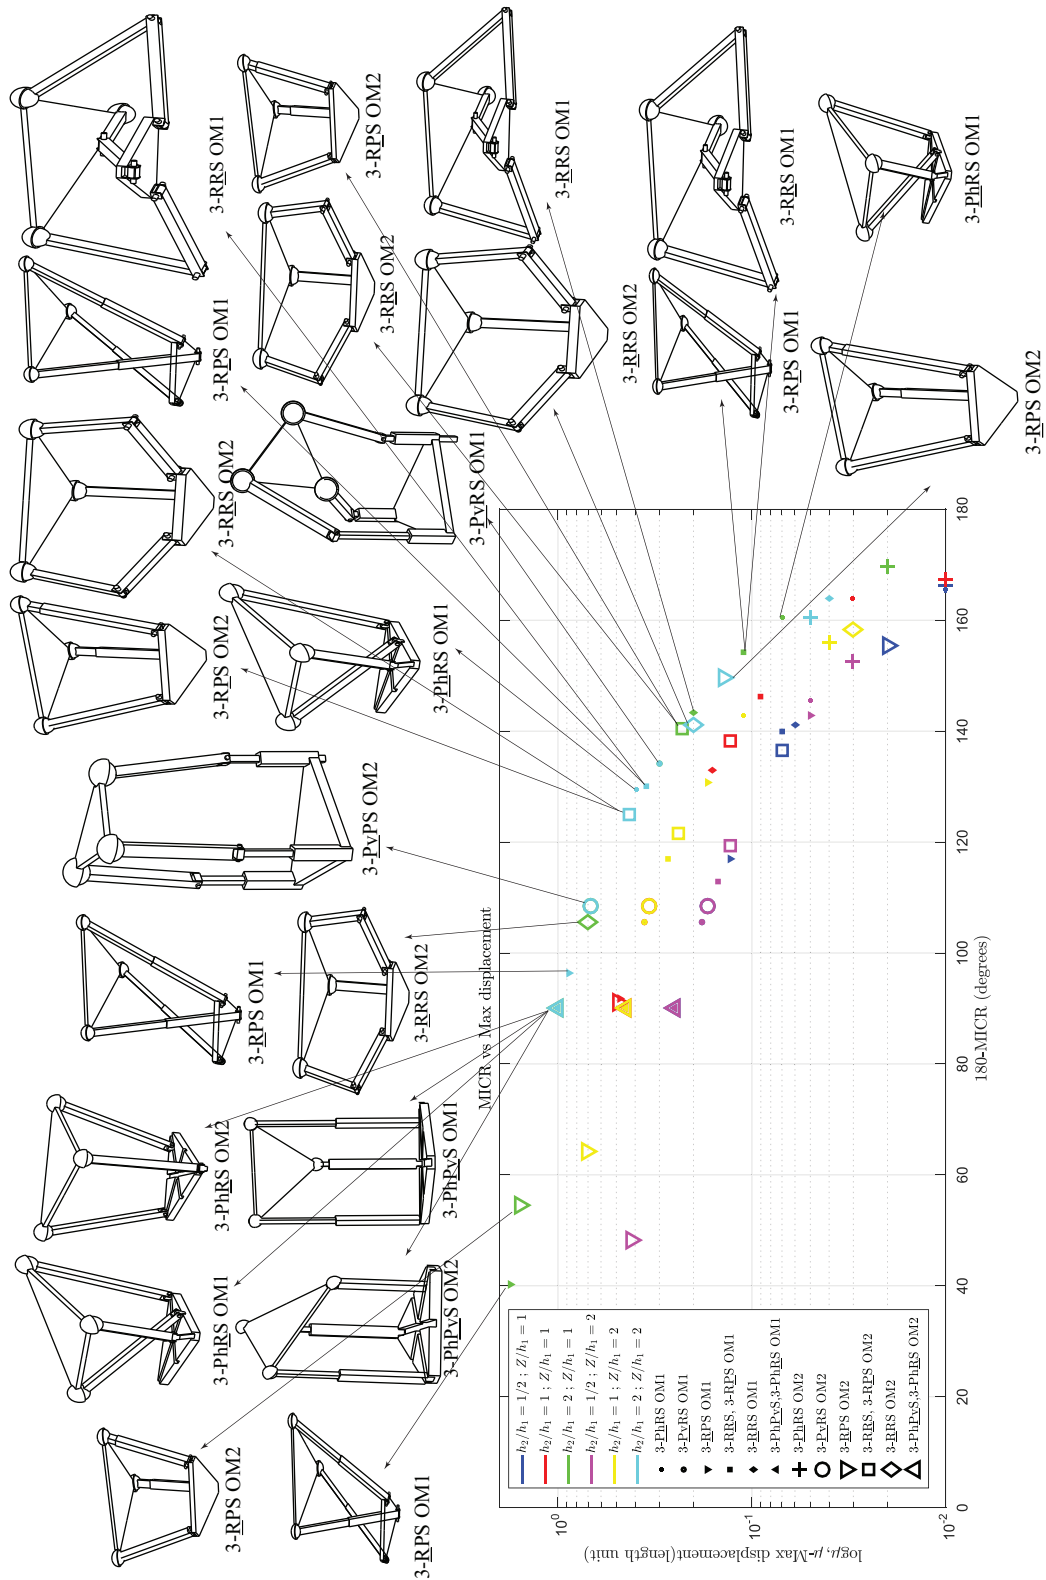 3-RPS OM2
3-PhRS OM1
3-PhRS OM2
3-RPS OM1
3-PvPS OM2
3-RPS OM2
3-RRS OM2
3-RPS OM1
3-RRS OM1
3-RPS OM1
3-PhPvS OM2
3-PhPvS OM1
3-RRS OM2
3-PhRS OM1
3-PvRS OM1
3-RRS OM2
3-RPS OM2
3-RRS OM2
3-RRS OM1
3-RPS OM1
3-RRS OM1
3-RPS OM2
3-PhRS OM1
MICR vs Max displacement
h₂/h₁ = 1/2 ; Z/h₁ = 1
h₂/h₁ = 1 ; Z/h₁ = 1
h₂/h₁ = 2 ; Z/h₁ = 1
h₂/h₁ = 1/2 ; Z/h₁ = 2
h₂/h₁ = 1 ; Z/h₁ = 2
h₂/h₁ = 2 ; Z/h₁ = 2
3-PhRS OM1
3-PvRS OM1
3-RPS OM1
3-RRS, 3-RPS OM1
3-RRS OM1
3-PhPvS,3-PhRS OM1
3-PhRS OM2
3-PvRS OM2
3-RPS OM2
3-RRS, 3-RPS OM2
3-RRS OM2
3-PhPvS,3-PhRS OM2
logμ, μ-Max displacement(length unit)
10⁰
10⁻¹
10⁻²
0 20 40 60 80 100 120 140 160 180
180-MICR (degrees)